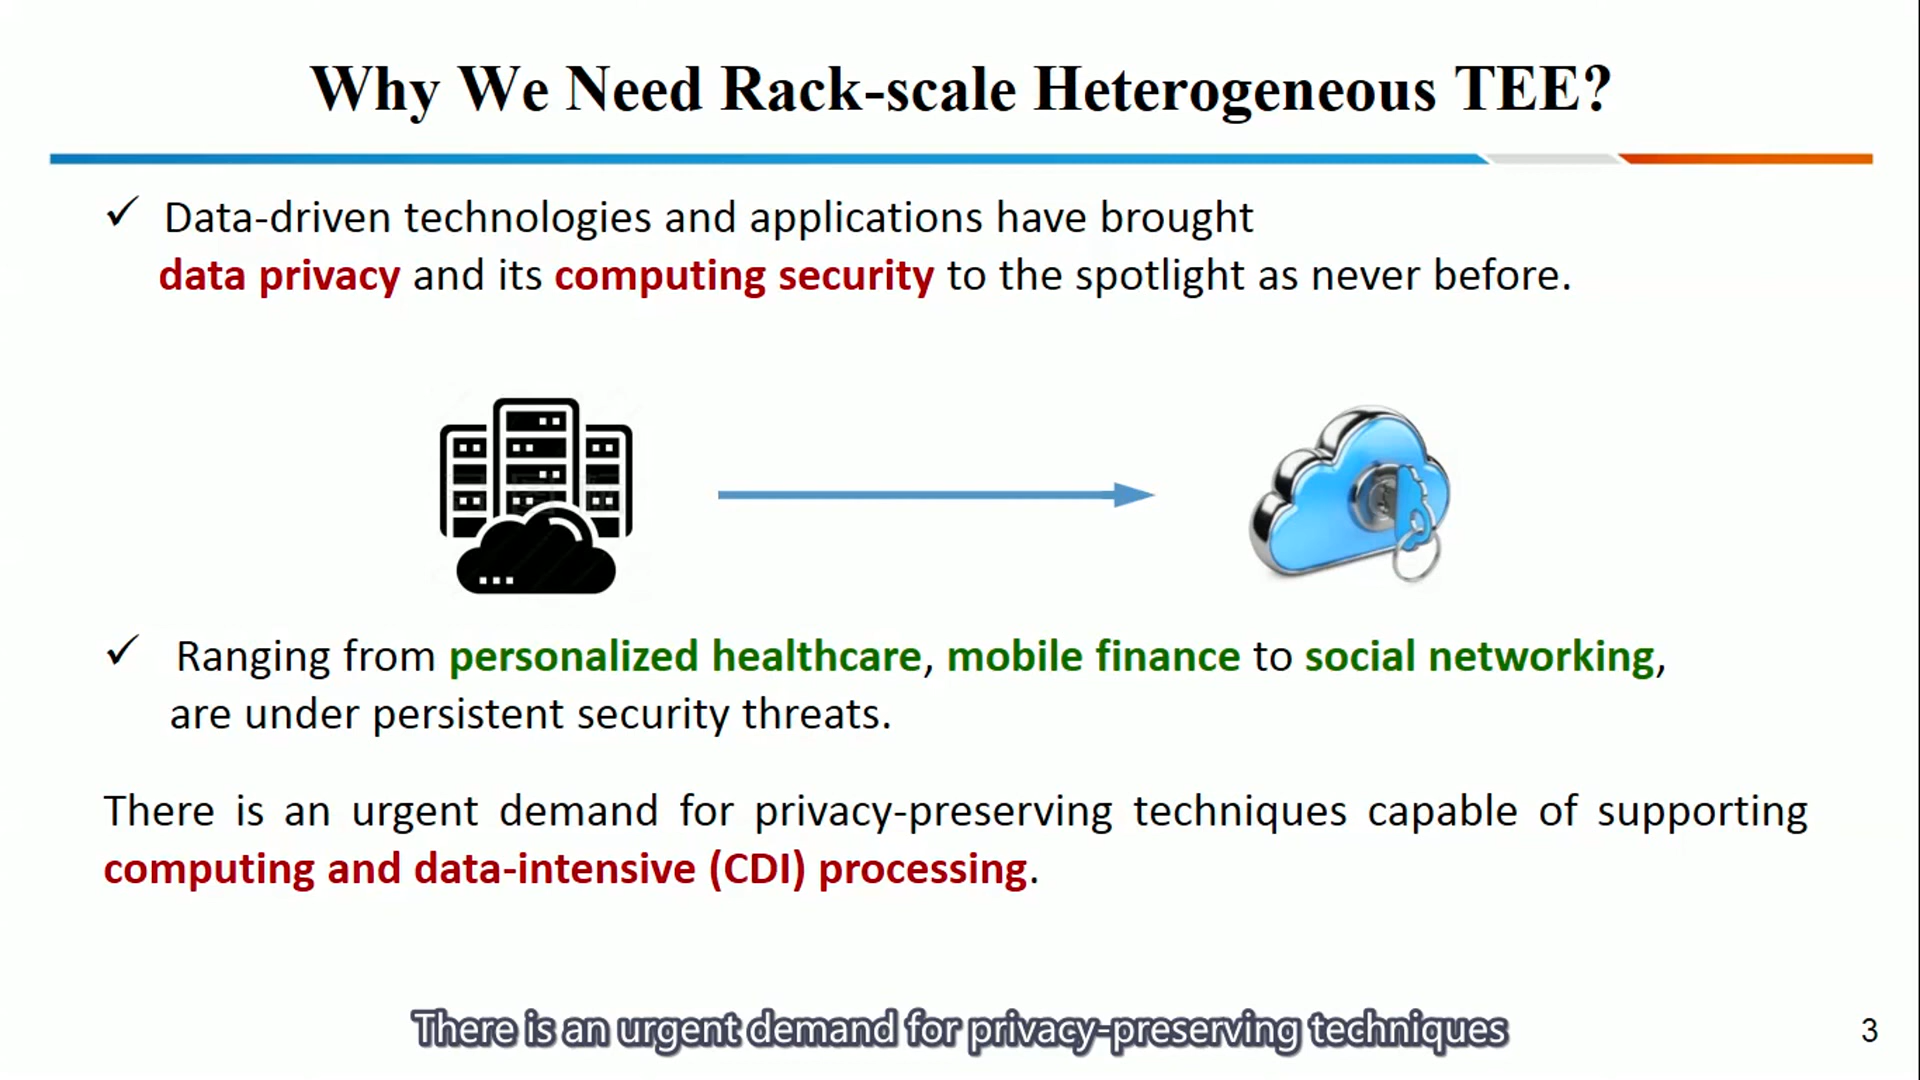 Why We Need Rack-scale Heterogeneous TEE?
✓ Data-driven technologies and applications have brought
data privacy and its computing security to the spotlight as never before.
✓ Ranging from personalized healthcare, mobile finance to social networking,
are under persistent security threats.
There is an urgent demand for privacy-preserving techniques capable of supporting
computing and data-intensive (CDI) processing.
There is an urgent demand for privacy-preserving techniques
3